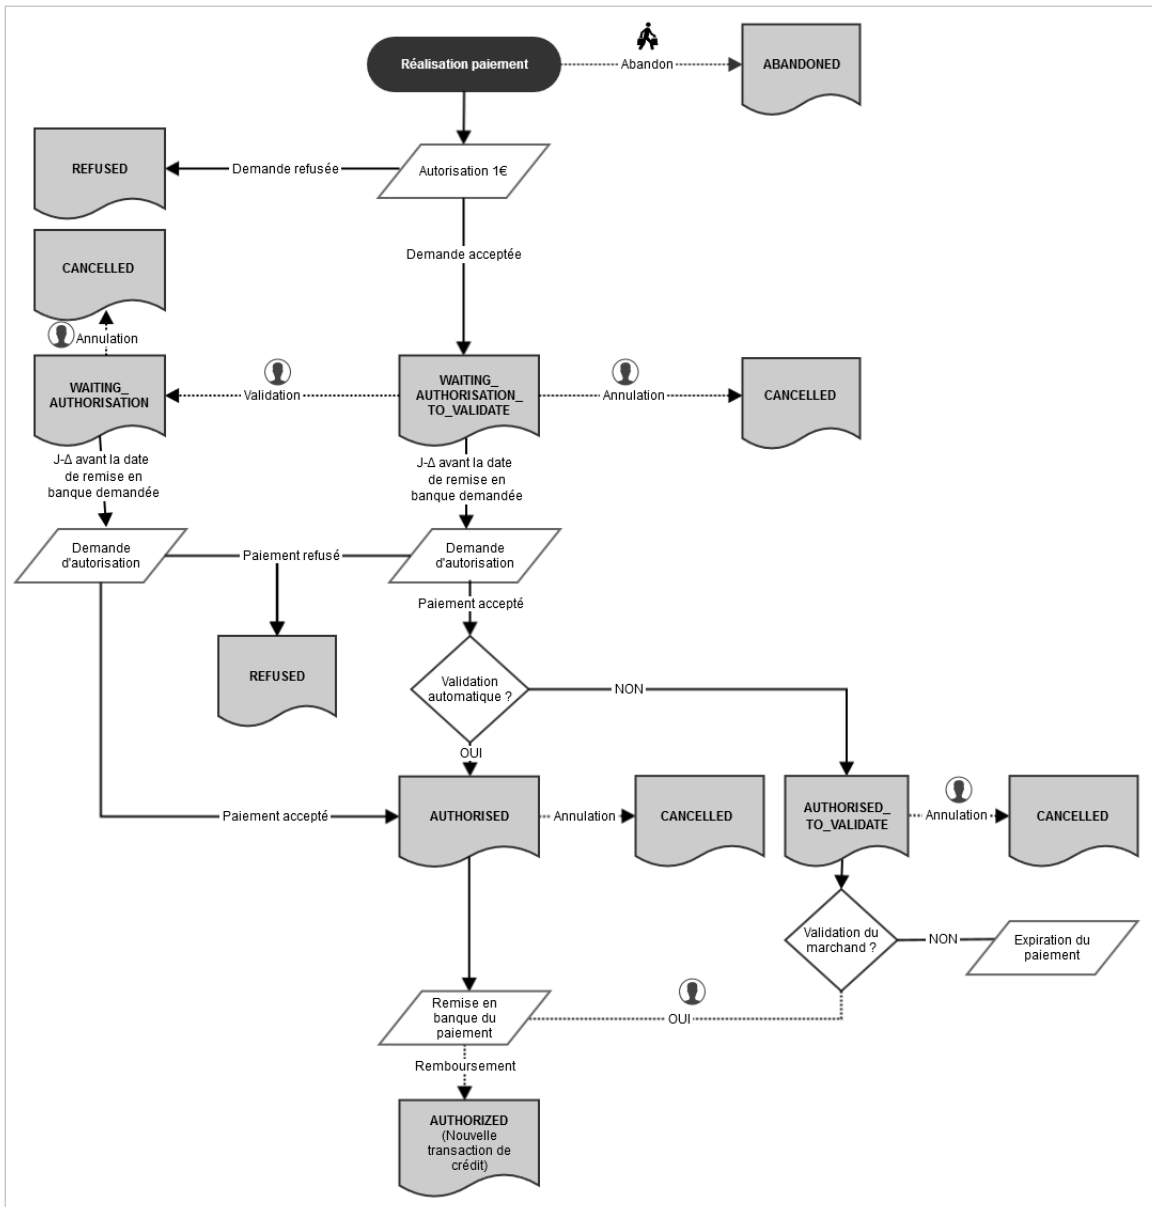 Réalisation paiement
Abandon
ABANDONED
REFUSED
Demande refusée
Autorisation 1€
CANCELLED
Demande acceptée
Annulation
WAITING_
AUTHORISATION
Validation
WAITING_
AUTHORISATION_
TO_VALIDATE
Annulation
CANCELLED
J-Δ avant la date
de remise en
banque demandée
J-Δ avant la date
de remise en
banque demandée
Demande
d'autorisation
Paiement refusé
Demande
d'autorisation
Paiement accepté
REFUSED
Validation
automatique ?
NON
OUI
Paiement accepté
AUTHORISED
Annulation
CANCELLED
AUTHORISED_
TO_VALIDATE
Annulation
CANCELLED
Validation du
marchand ?
NON
Expiration du
paiement
Remise en
banque du
paiement
OUI
Remboursement
AUTHORIZED
(Nouvelle
transaction de
crédit)